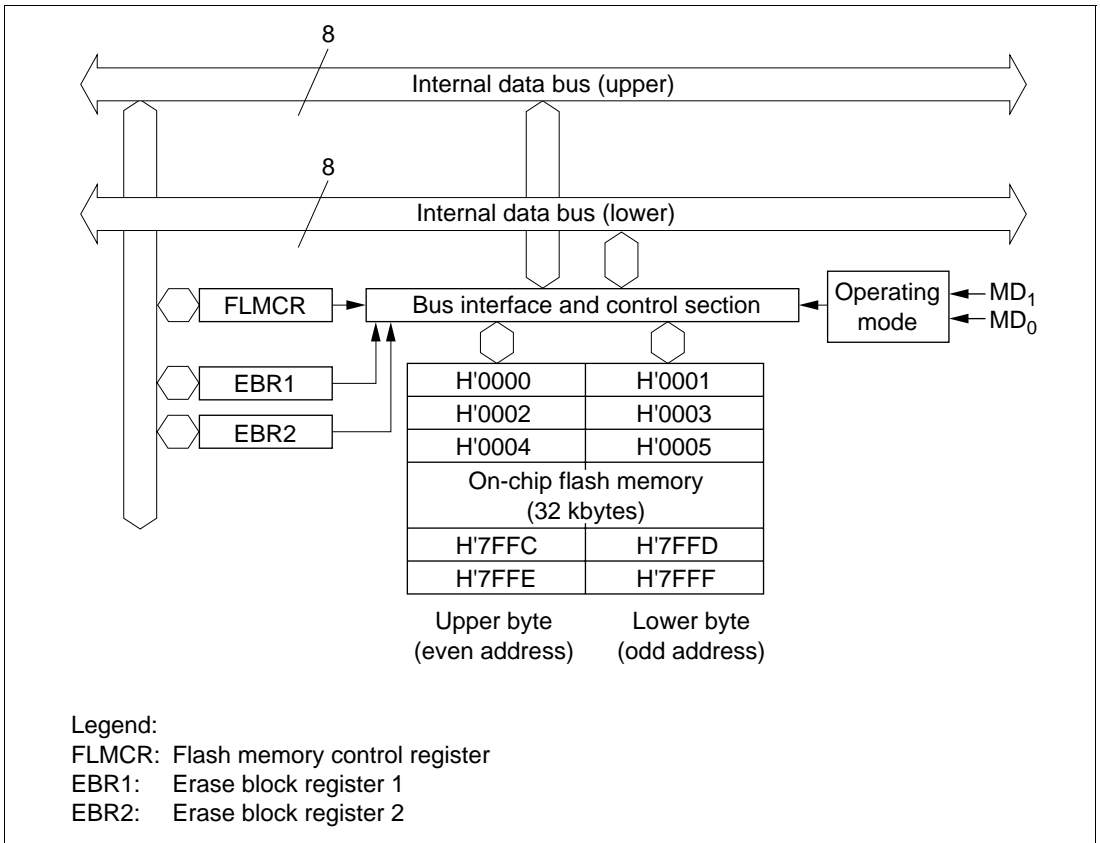 8
Internal data bus (upper)
8
Internal data bus (lower)
FLMCR
Bus interface and control section
Operating
mode
MD1
MD0
EBR1
EBR2
H'0000 H'0001
H'0002 H'0003
H'0004 H'0005
On-chip flash memory
(32 kbytes)
H'7FFC H'7FFD
H'7FFE H'7FFF
Upper byte Lower byte
(even address) (odd address)
Legend:
FLMCR: Flash memory control register
EBR1: Erase block register 1
EBR2: Erase block register 2